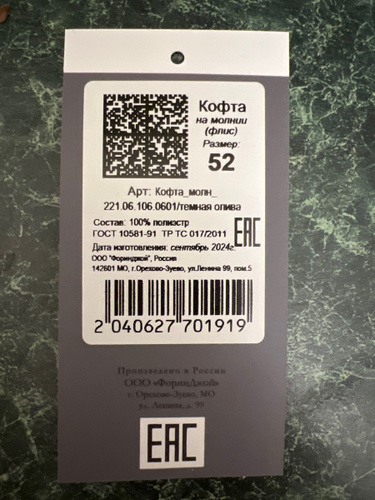 Кофта
на молнии
(флис)
Размер:
52
Арт: Кофта_молн_
221.06.106.0601/темная олива
Состав: 100% полиэстр
ГОСТ 10581-91 ТР ТС 017/2011
EAC
Дата изготовления: сентябрь 2024г.
ООО "Форинджой", Россия
142601 МО, г.Орехово-Зуево, ул.Ленина 99, пом.5
2 040627 701919
Произведено в России
ООО «ФоринДжой»
г. Орехово-Зуево, МО
ул. Ленина, д. 99
EAC